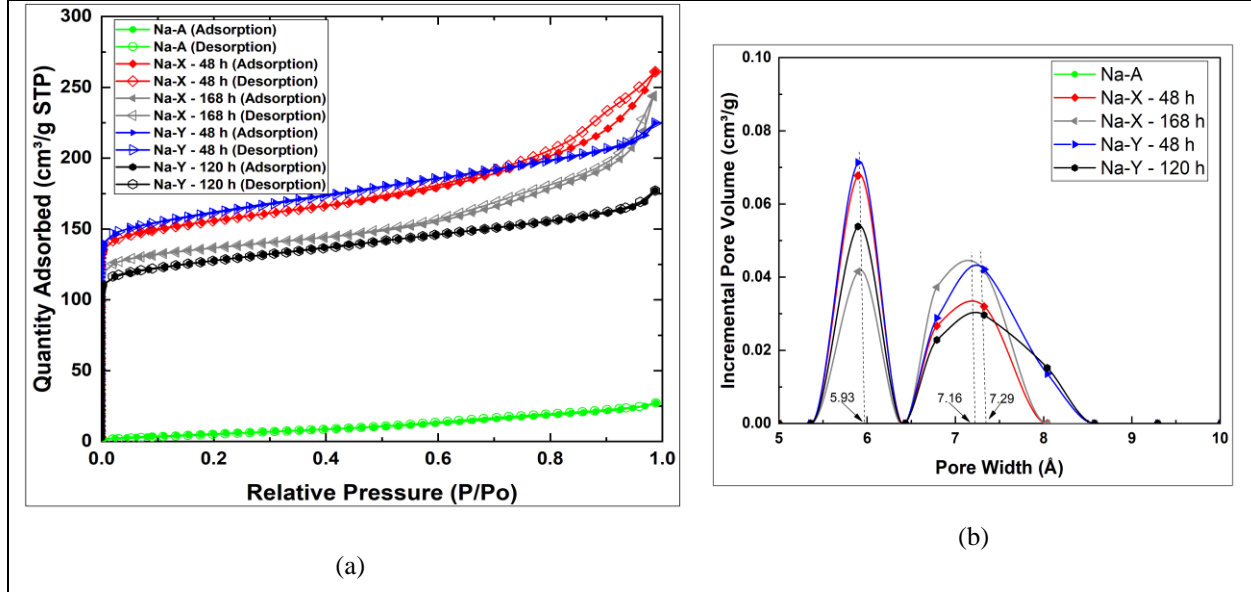 300
250
200
150
100
50
0
Quantity Adsorbed (cm³/g STP)
Na-A (Adsorption)
Na-A (Desorption)
Na-X - 48 h (Adsorption)
Na-X - 48 h (Desorption)
Na-X - 168 h (Adsorption)
Na-X - 168 h (Desorption)
Na-Y - 48 h (Adsorption)
Na-Y - 48 h (Desorption)
Na-Y - 120 h (Adsorption)
Na-Y - 120 h (Desorption)
0.0 0.2 0.4 0.6 0.8 1.0
Relative Pressure (P/Po)
(a)
0.10
0.08
0.06
0.04
0.02
0.00
Incremental Pore Volume (cm³/g)
Na-A
Na-X - 48 h
Na-X - 168 h
Na-Y - 48 h
Na-Y - 120 h
5.93 7.16 7.29
5 6 7 8 9 10
Pore Width (Å)
(b)